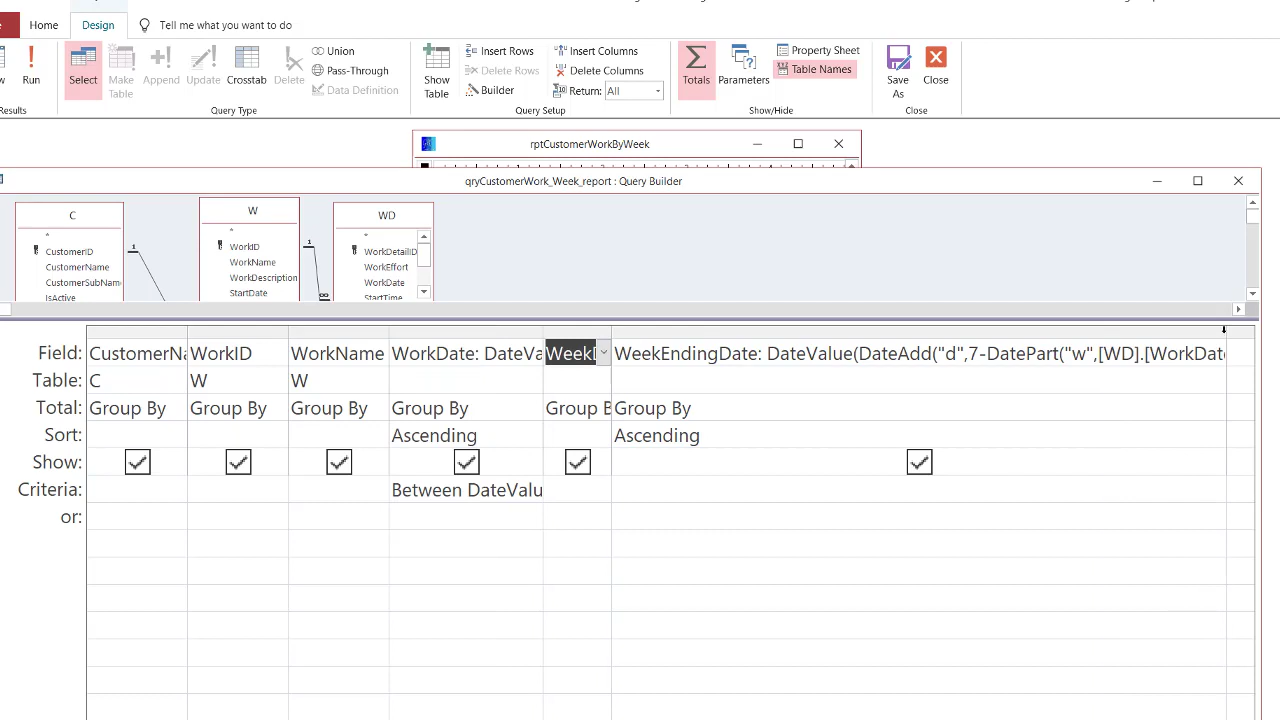 Home Design Tell me what you want to do
Run Select Make Table Append Update Crosstab Delete
Union
Pass-Through
Data Definition
Show Table
Insert Rows
Delete Rows
Builder
Insert Columns
Delete Columns
Return: All
Totals Parameters
Property Sheet
Table Names
Save As Close
Results Query Type Query Setup Show/Hide Close
rptCustomerWorkByWeek
qryCustomerWork_Week_report : Query Builder
C
*
CustomerID
CustomerName
CustomerSubNam
IsActive
1
W
*
WorkID
WorkName
WorkDescription
StartDate
1
WD
*
WorkDetailID
WorkEffort
WorkDate
StartTime
Field: CustomerNa WorkID WorkName WorkDate: DateVa WeekD WeekEndingDate: DateValue(DateAdd("d",7-DatePart("w",[WD].[WorkDate
Table: C W W
Total: Group By Group By Group By Group By Group B Group By
Sort: Ascending Ascending
Show:
Criteria: Between DateValu
or: